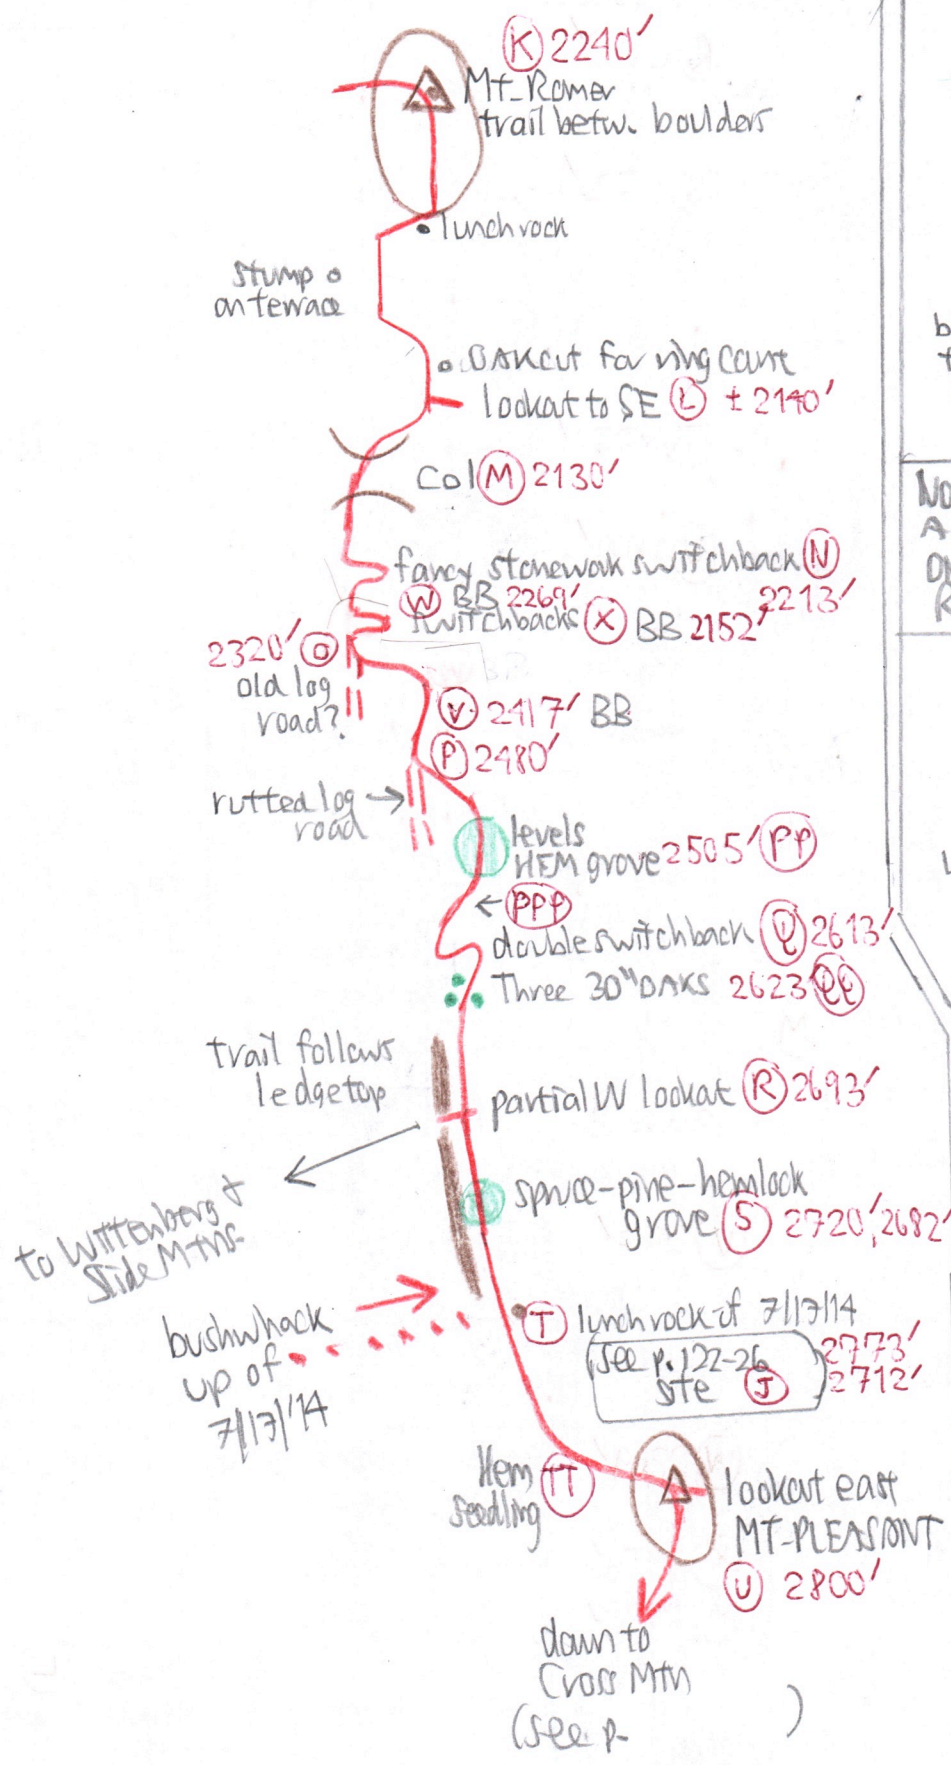 K 2240′
Mt. Romer
trail betw. boulders
lunch rock
stump
on terrace
OAK cut for ring count
lookout to SE L ± 2140′
Col M 2130′
fancy stonework switchback N
2213′
W BB 2269′
switchbacks X BB 2152′
2320′ O
old log
road?
V 2417′ BB
P 2480′
rutted log
road
levels
HEM grove 2505′ PP
← PPP
double switchback Q 2613′
Three 30" OAKS 2623 QQ
trail follows
ledgetop
partial W lookout R 2693′
to Wittenberg &
Slide Mtns.
spruce-pine-hemlock
grove S 2720′, 2682′
bushwhack
up of
7/17/'14
T lunch rock of 7/17/14
(see p. 122-26
site J)
2773′
2712′
Hem
seedling
TT
lookout east
MT. PLEASANT
U 2800′
down to
Cross Mtn
(see p. )
NO
A
R